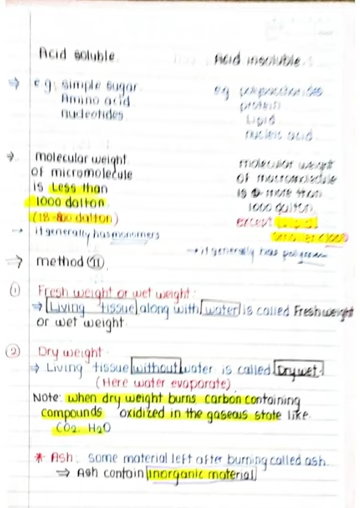 Acid soluble
Acid insoluble
⇒ e.g. simple sugar
Amino acid
nucleotides
eg polysaccharides
protein
Lipid
nucleic acid
→ molecular weight
of micromolecule
is Less than
1000 dalton
(18-800 dalton)
→ it generally has monomers
molecular weight
of macromolecule
is more than
1000 dalton
except
→ it generally has
⇒ method (II)
① Fresh weight or wet weight:
⇒ Living tissue along with water is called Fresh weight
or wet weight
② Dry weight -
→ Living tissue without water is called Dry wet.
(Here water evaporate)
Note: when dry weight burns carbon containing
compounds oxidized in the gaseous state like
CO2. H2O
* Ash: some material left after burning called ash.
⇒ Ash contain inorganic material